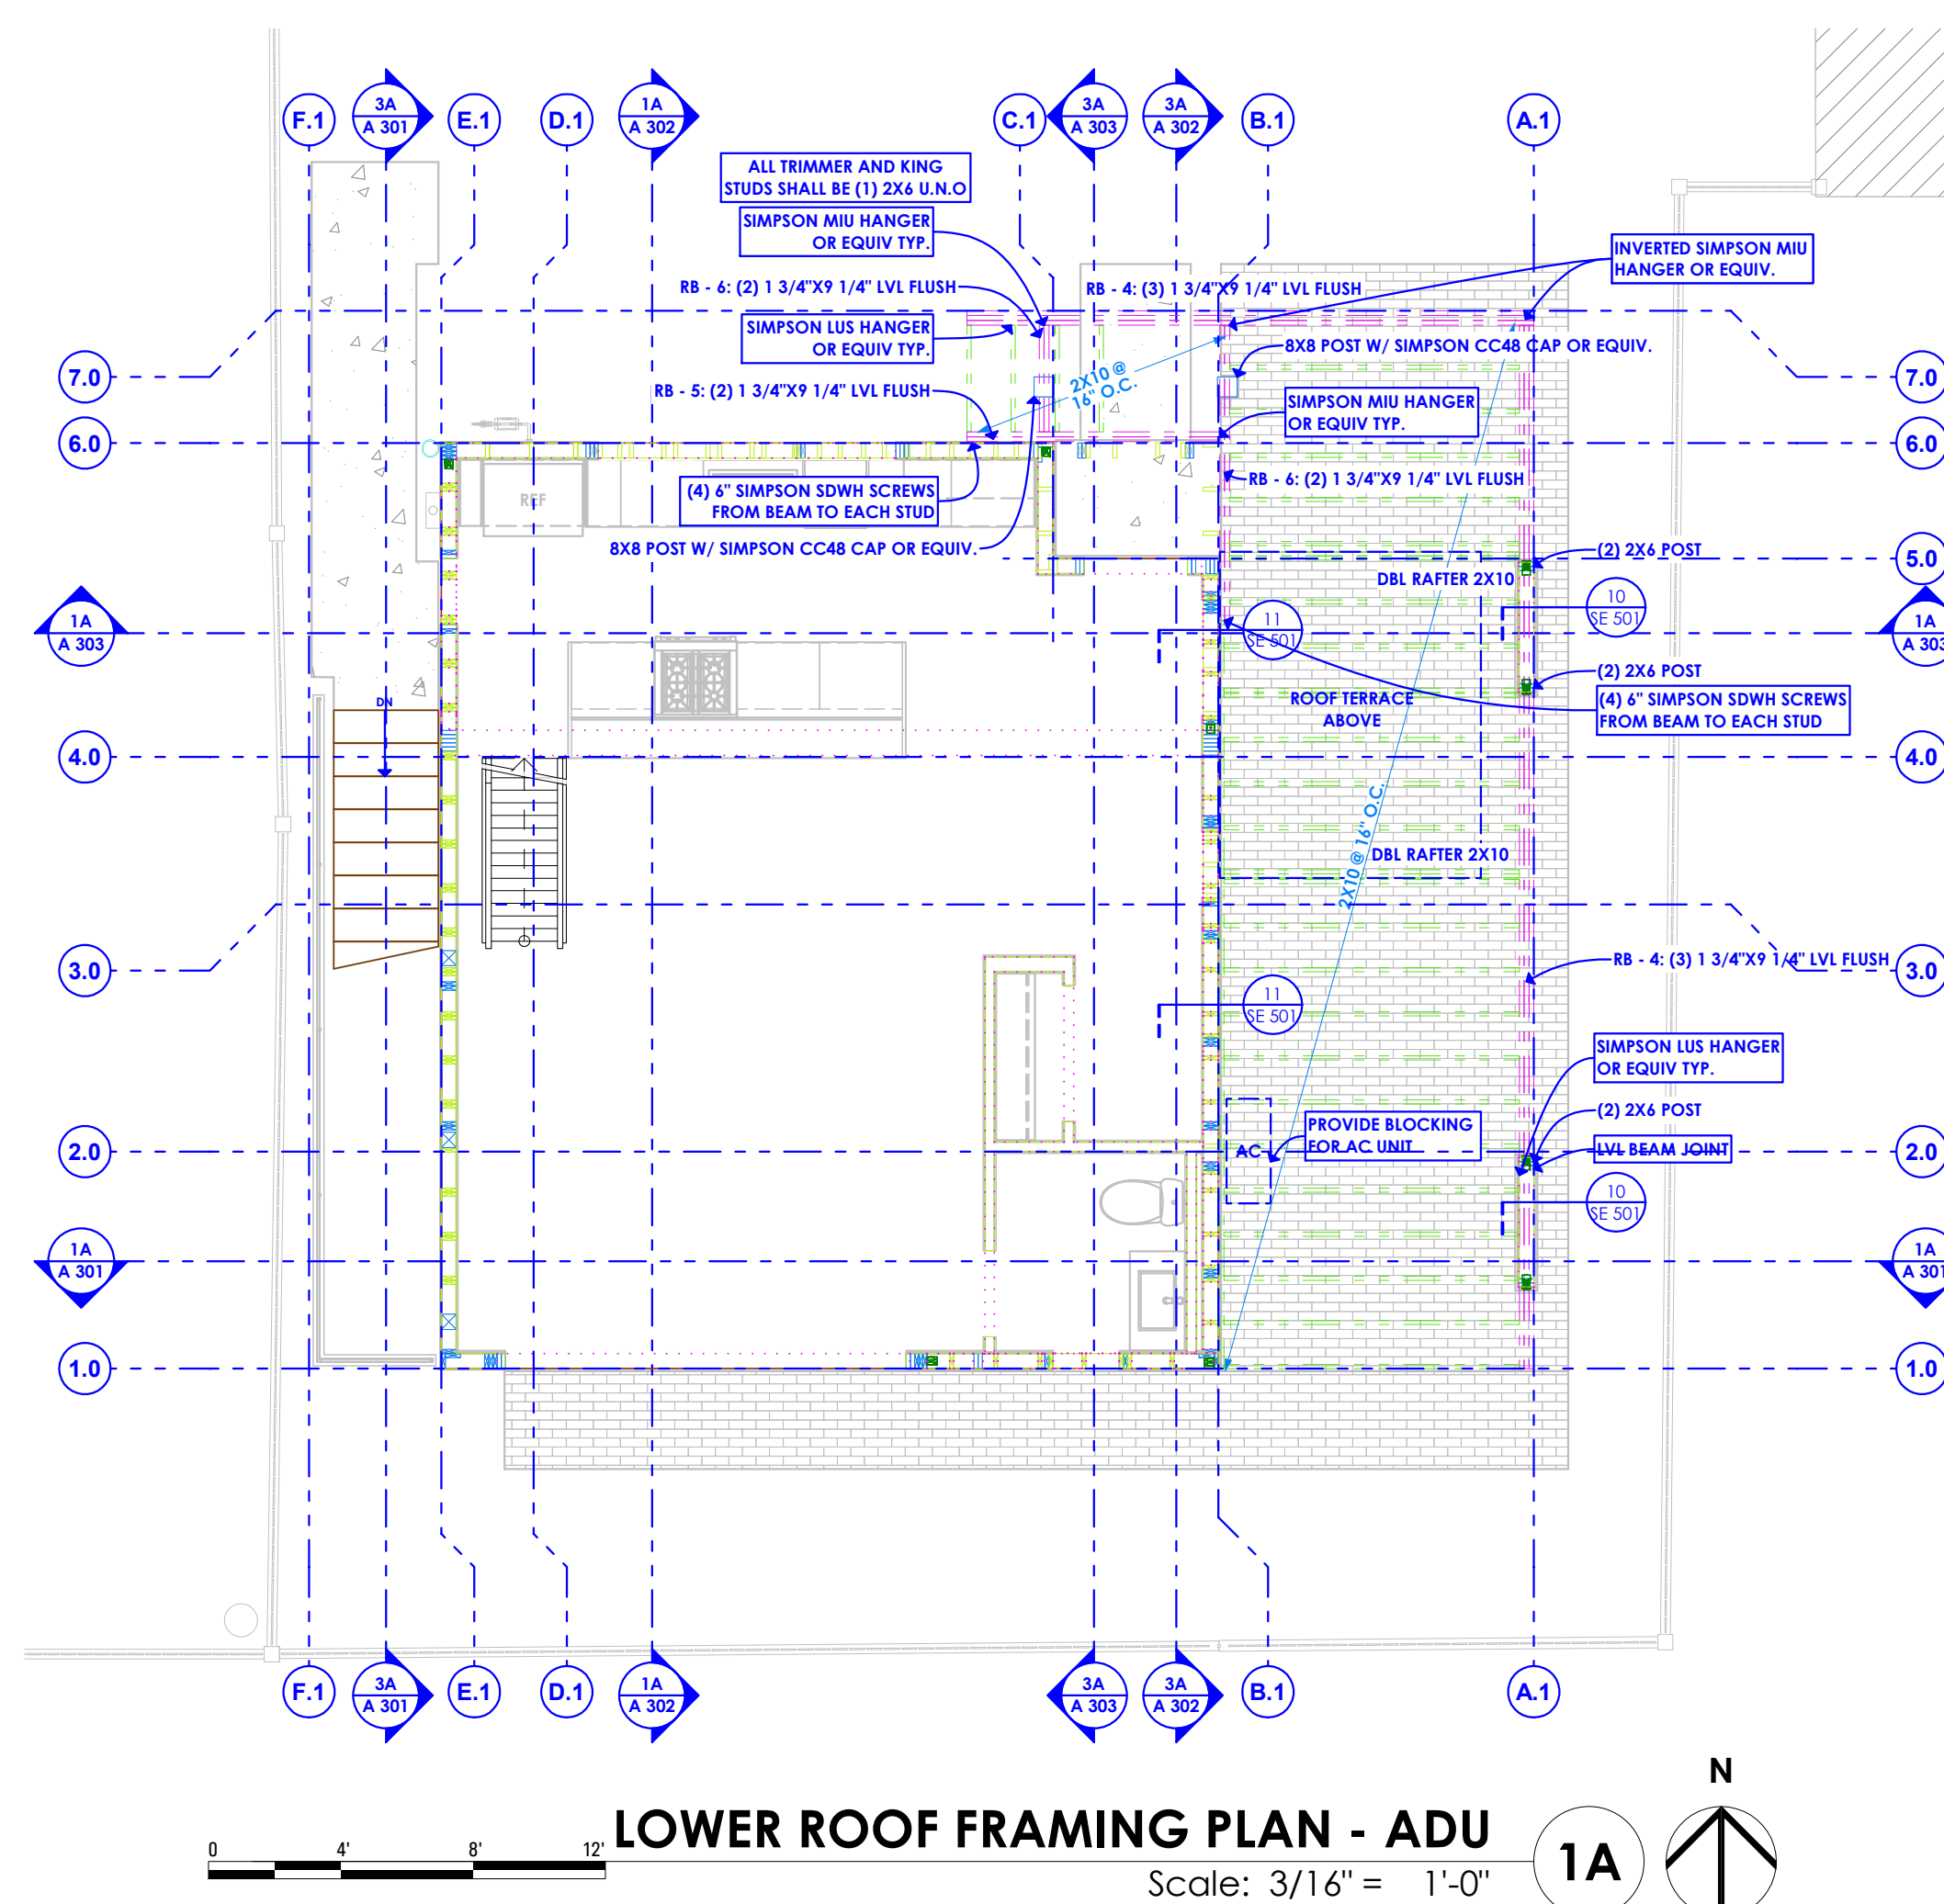 F.1
3A
A 301
E.1
D.1
1A
A 302
C.1
3A
A 303
3A
A 302
B.1
A.1
ALL TRIMMER AND KING
STUDS SHALL BE (1) 2X6 U.N.O
SIMPSON MIU HANGER
OR EQUIV TYP.
INVERTED SIMPSON MIU
HANGER OR EQUIV.
RB - 6: (2) 1 3/4"X9 1/4" LVL FLUSH
RB - 4: (3) 1 3/4"X9 1/4" LVL FLUSH
SIMPSON LUS HANGER
OR EQUIV TYP.
8X8 POST W/ SIMPSON CC48 CAP OR EQUIV.
7.0
7.0
2X10 @
16" O.C.
RB - 5: (2) 1 3/4"X9 1/4" LVL FLUSH
SIMPSON MIU HANGER
OR EQUIV TYP.
6.0
6.0
REF
RB - 6: (2) 1 3/4"X9 1/4" LVL FLUSH
(4) 6" SIMPSON SDWH SCREWS
FROM BEAM TO EACH STUD
8X8 POST W/ SIMPSON CC48 CAP OR EQUIV.
(2) 2X6 POST
5.0
DBL RAFTER 2X10
10
SE 501
11
SE 501
1A
A 303
1A
A 303
(2) 2X6 POST
ROOF TERRACE
ABOVE
(4) 6" SIMPSON SDWH SCREWS
FROM BEAM TO EACH STUD
DN
4.0
4.0
2X10 @ 16" O.C.
DBL RAFTER 2X10
3.0
RB - 4: (3) 1 3/4"X9 1/4" LVL FLUSH
3.0
11
SE 501
SIMPSON LUS HANGER
OR EQUIV TYP.
(2) 2X6 POST
PROVIDE BLOCKING
FOR AC UNIT
AC
LVL BEAM JOINT
2.0
2.0
10
SE 501
1A
A 301
1A
A 301
1.0
1.0
F.1
3A
A 301
E.1
D.1
1A
A 302
3A
A 303
3A
A 302
B.1
A.1
N
0
4'
8'
12'
LOWER ROOF FRAMING PLAN - ADU
Scale: 3/16" = 1'-0"
1A